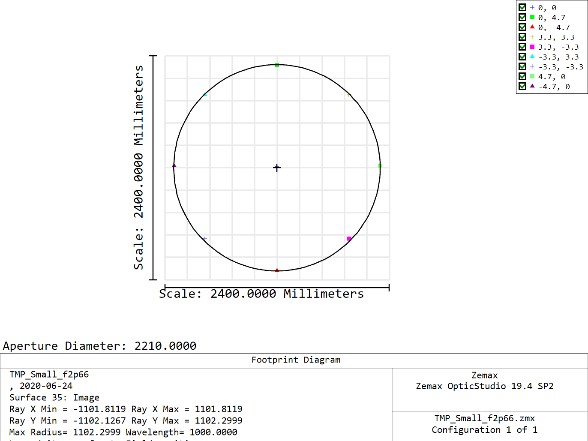 0, 0
0, 4.7
0, -4.7
3.3, 3.3
3.3, -3.3
-3.3, 3.3
-3.3, -3.3
4.7, 0
-4.7, 0
Scale: 2400.0000 Millimeters
Scale: 2400.0000 Millimeters
Aperture Diameter: 2210.0000
Footprint Diagram
TMP_Small_f2p66
, 2020-06-24
Surface 35: Image
Ray X Min = -1101.8119 Ray X Max = 1101.8119
Ray Y Min = -1102.1267 Ray Y Max = 1102.2999
Max Radius= 1102.2999 Wavelength= 1000.0000
Zemax
Zemax OpticStudio 19.4 SP2
TMP_Small_f2p66.zmx
Configuration 1 of 1